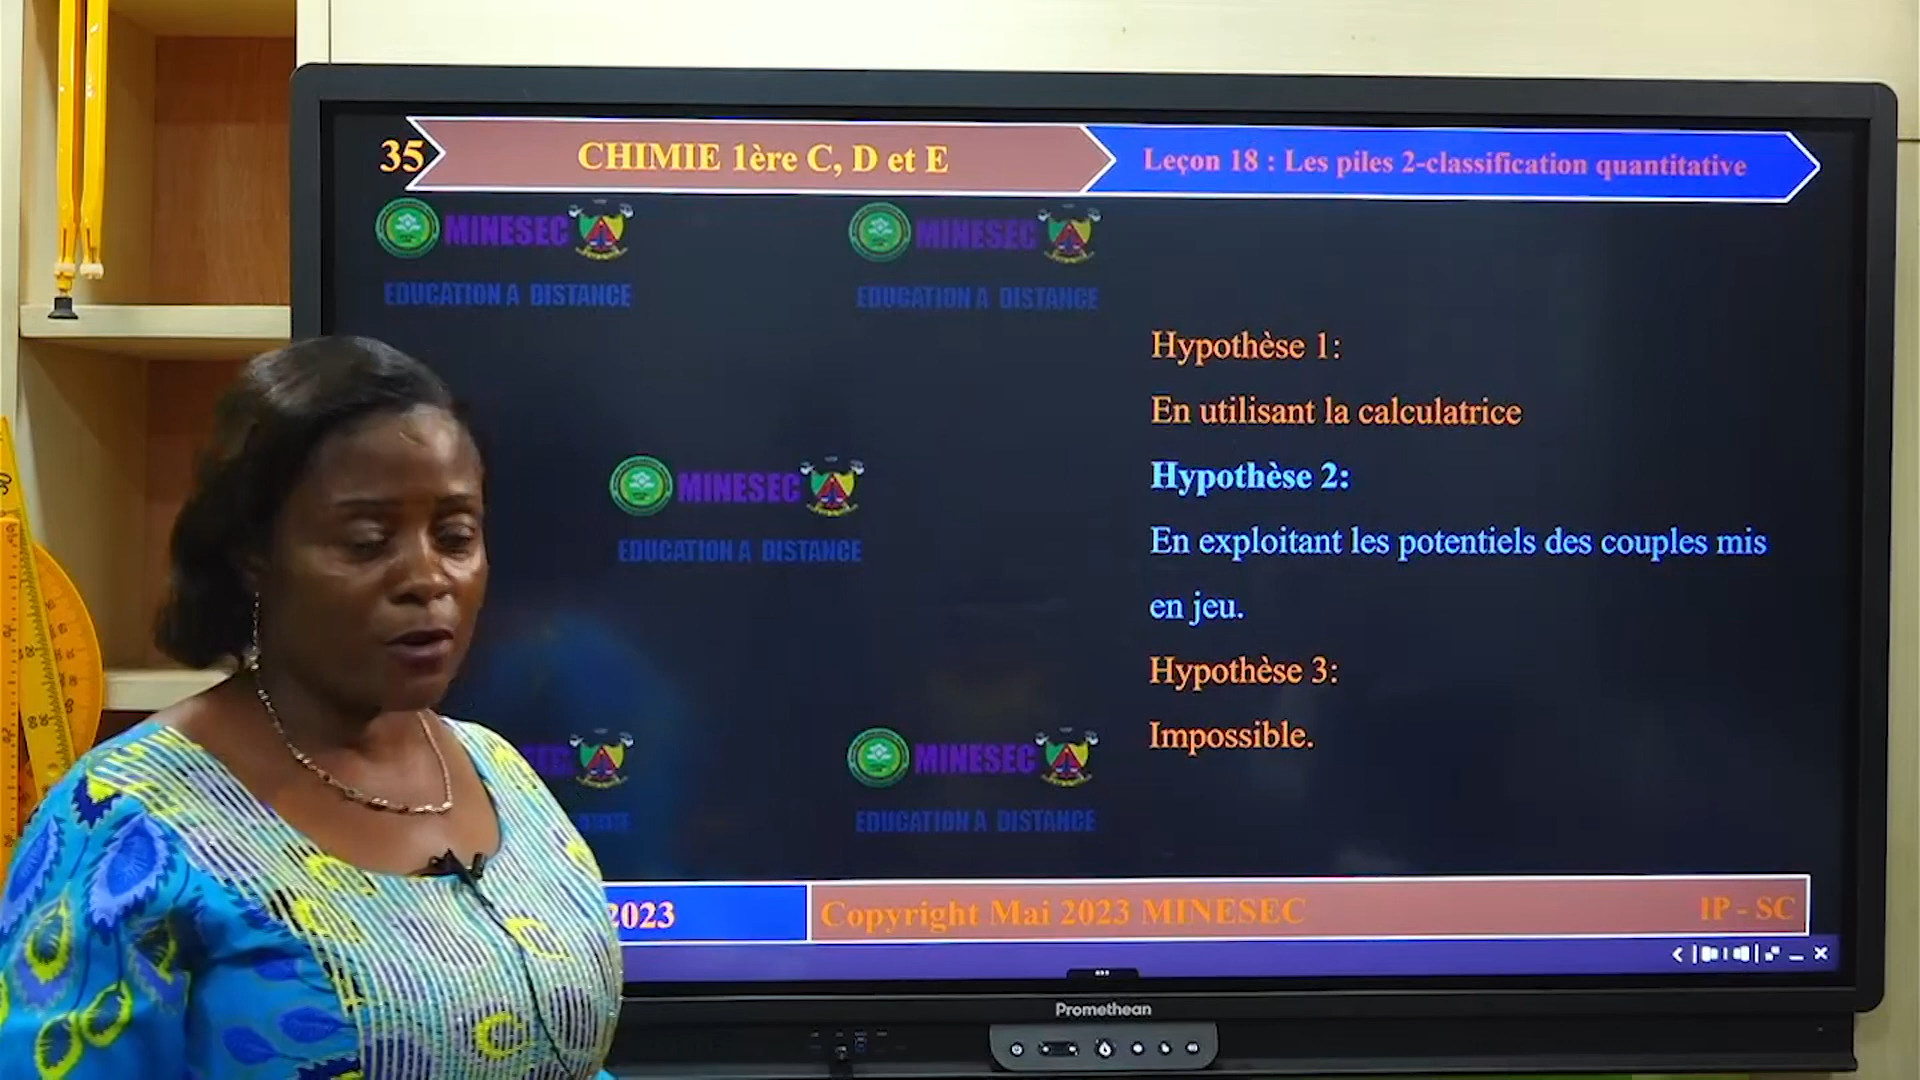 35
CHIMIE 1ère C, D et E
Leçon 18 : Les piles 2-classification quantitative
MINESEC
EDUCATION A DISTANCE
MINESEC
EDUCATION A DISTANCE
Hypothèse 1:
En utilisant la calculatrice
Hypothèse 2:
En exploitant les potentiels des couples mis
en jeu.
Hypothèse 3:
Impossible.
MINESEC
EDUCATION A DISTANCE
MINESEC
EDUCATION A DISTANCE
2023
Copyright Mai 2023 MINESEC
IP - SC
Promethean